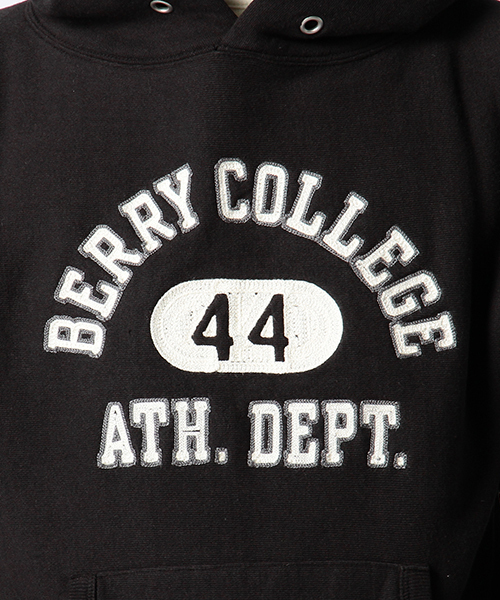 BERRY COLLEGE
44
ATH. DEPT.